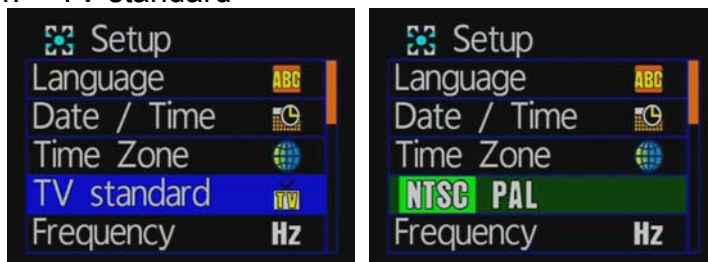 TV standard
Setup
Language ABC
Date / Time
Time Zone
TV standard TV
Frequency Hz
Setup
Language ABC
Date / Time
Time Zone
NTSC PAL
Frequency Hz